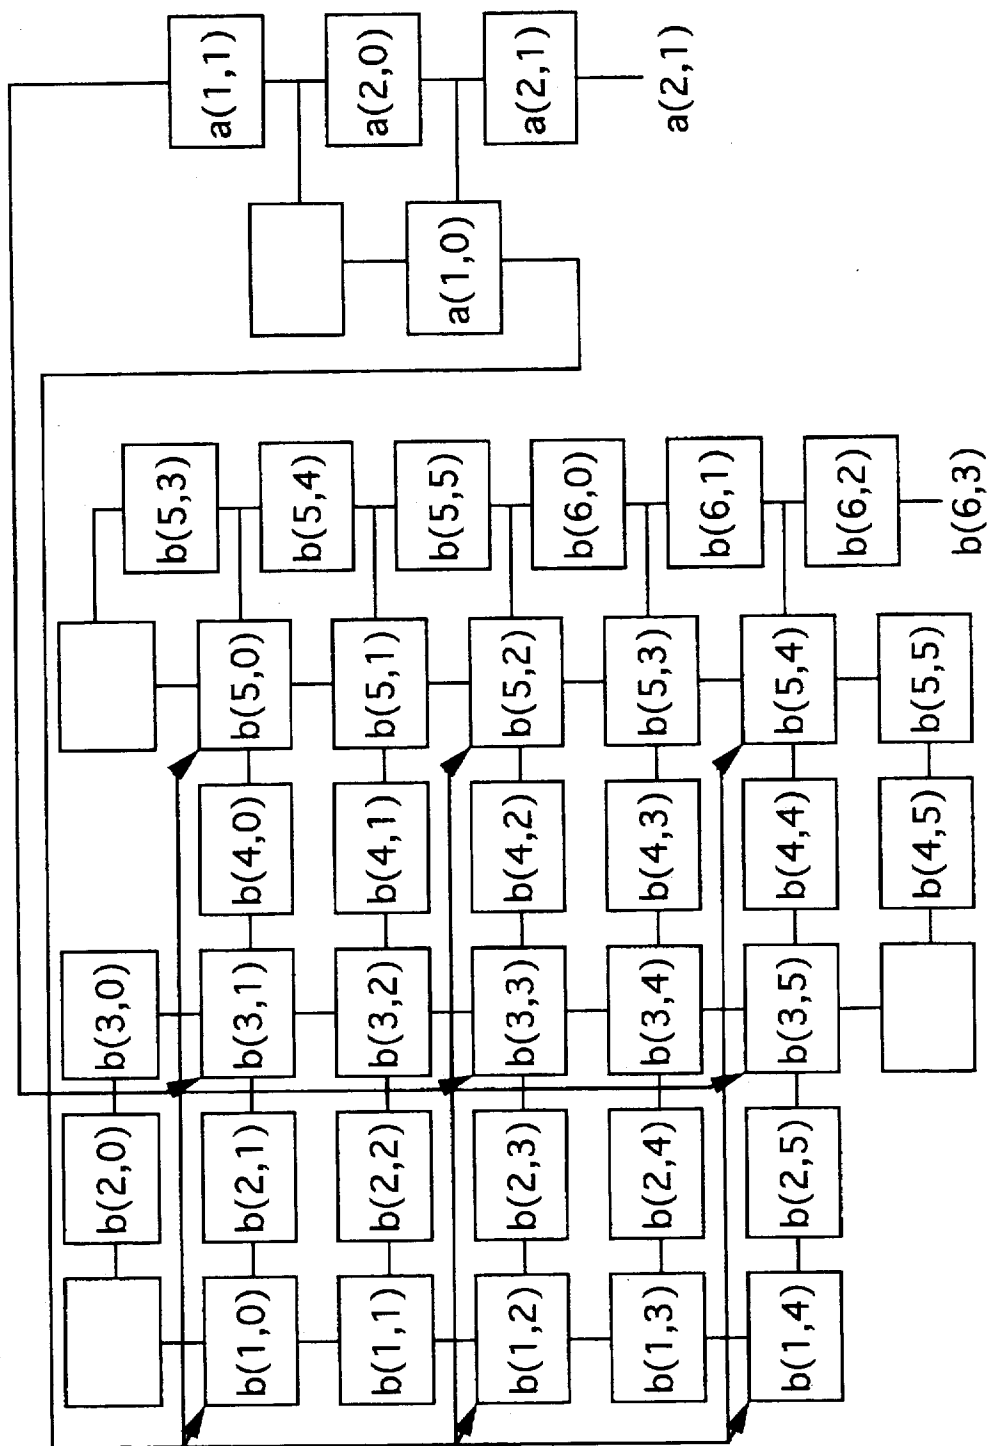 b(2,0)
b(3,0)
b(5,3)
a(1,1)
b(1,0)
b(2,1)
b(3,1)
b(4,0)
b(5,0)
b(5,4)
a(2,0)
b(1,1)
b(2,2)
b(3,2)
b(4,1)
b(5,1)
b(5,5)
a(1,0)
a(2,1)
b(1,2)
b(2,3)
b(3,3)
b(4,2)
b(5,2)
b(6,0)
a(2,1)
b(1,3)
b(2,4)
b(3,4)
b(4,3)
b(5,3)
b(6,1)
b(1,4)
b(2,5)
b(3,5)
b(4,4)
b(5,4)
b(6,2)
b(4,5)
b(5,5)
b(6,3)